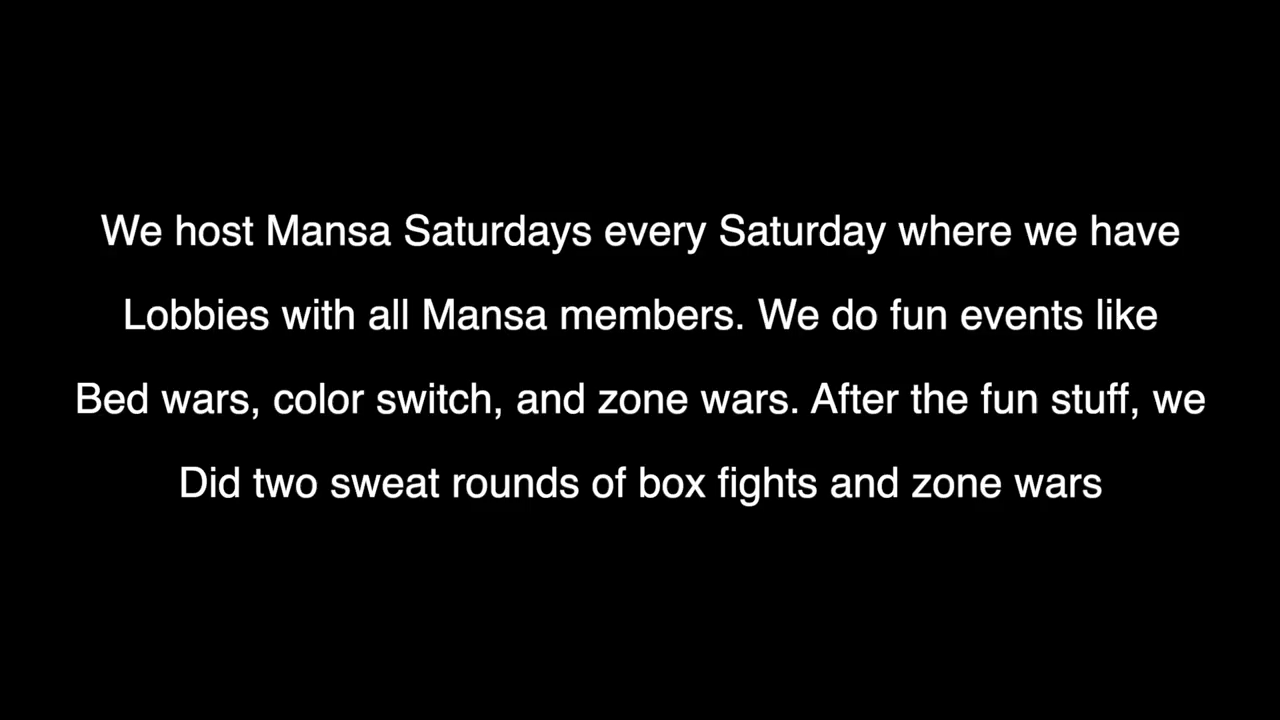 We host Mansa Saturdays every Saturday where we have
Lobbies with all Mansa members. We do fun events like
Bed wars, color switch, and zone wars. After the fun stuff, we
Did two sweat rounds of box fights and zone wars